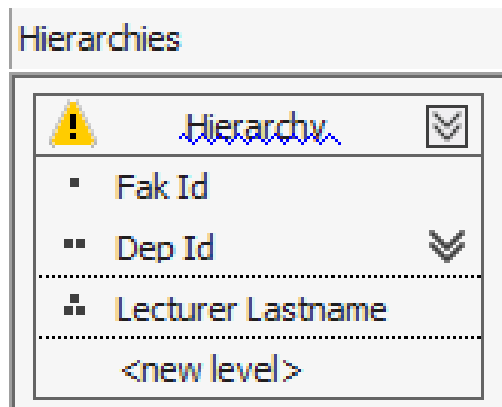 Hierarchies
Hierarchy
Fak Id
Dep Id
Lecturer Lastname
<new level>